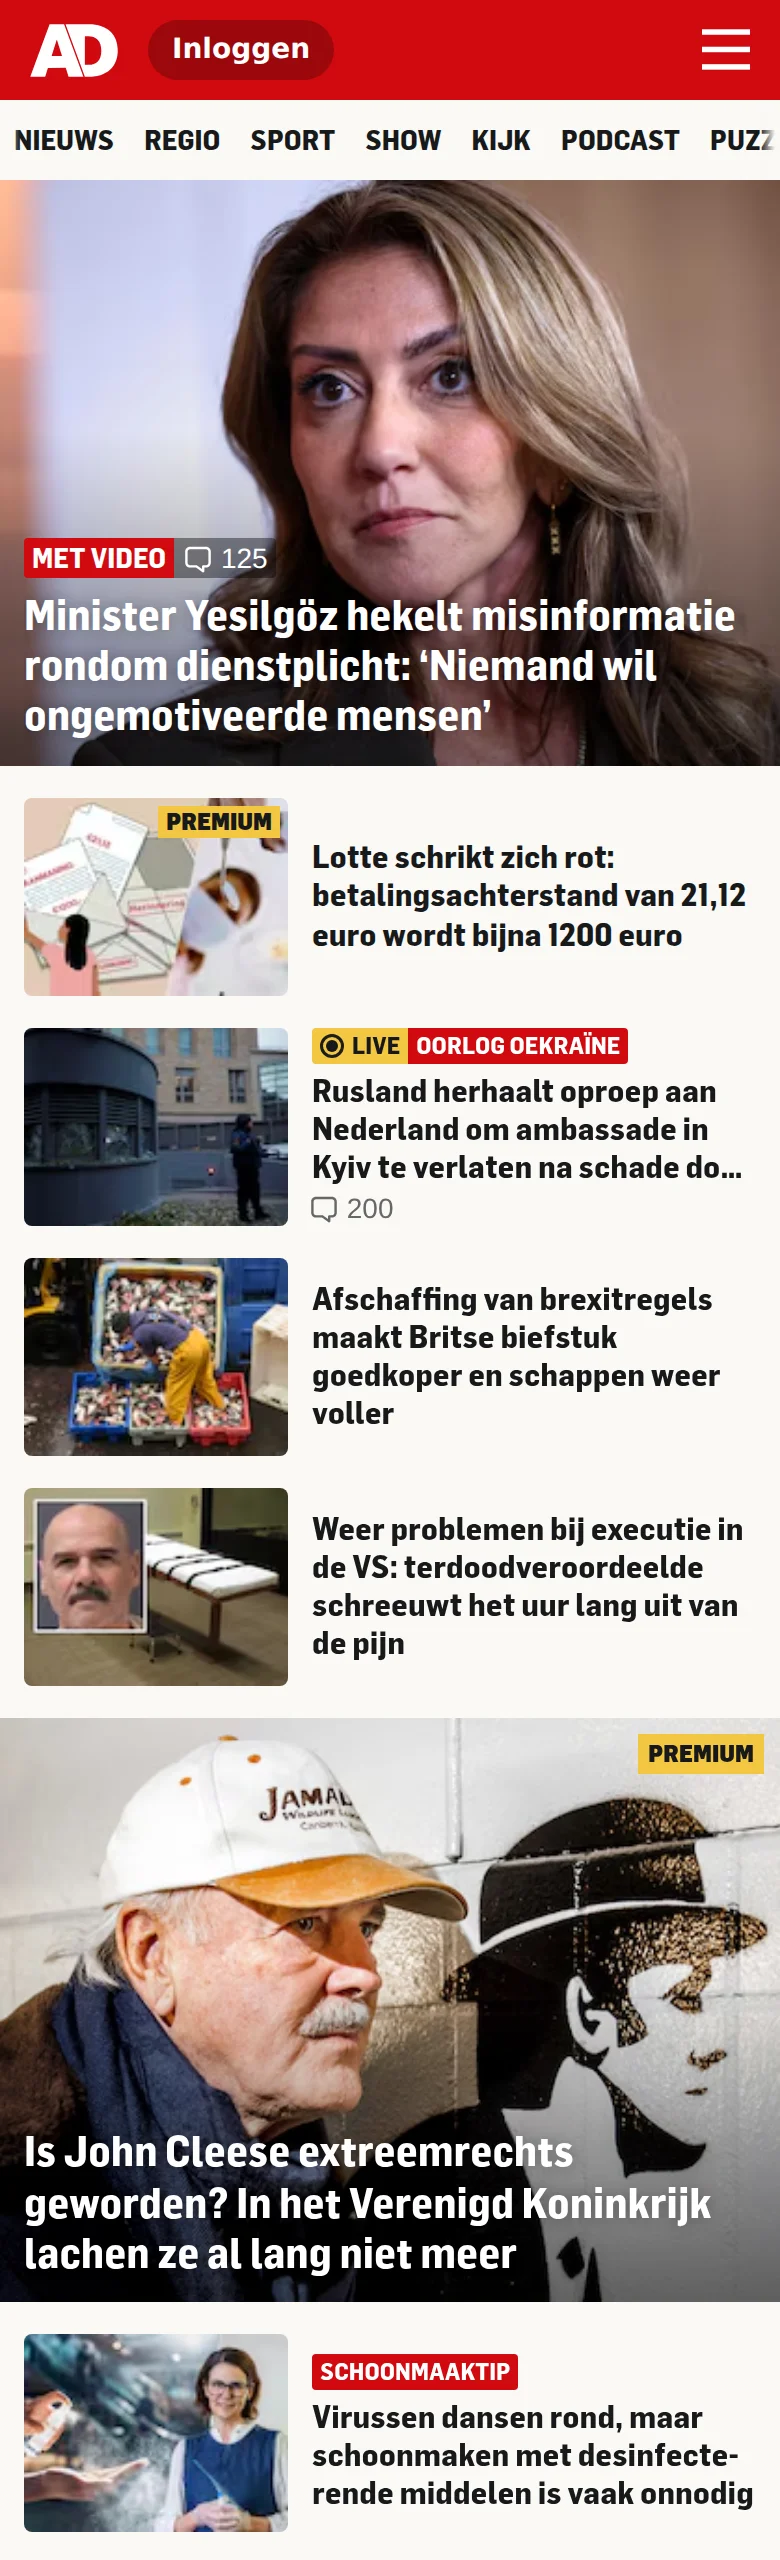 AD
Inloggen
NIEUWS REGIO SPORT SHOW KIJK PODCAST PUZZ
MET VIDEO 125
Minister Yesilgöz hekelt misinformatie
rondom dienstplicht: ‘Niemand wil
ongemotiveerde mensen’
PREMIUM
Lotte schrikt zich rot:
betalingsachterstand van 21,12
euro wordt bijna 1200 euro
LIVE OORLOG OEKRAÏNE
Rusland herhaalt oproep aan
Nederland om ambassade in
Kyiv te verlaten na schade do...
200
Afschaffing van brexitregels
maakt Britse biefstuk
goedkoper en schappen weer
voller
Weer problemen bij executie in
de VS: terdoodveroordeelde
schreeuwt het uur lang uit van
de pijn
PREMIUM
Is John Cleese extreemrechts
geworden? In het Verenigd Koninkrijk
lachen ze al lang niet meer
SCHOONMAAKTIP
Virussen dansen rond, maar
schoonmaken met desinfecte-
rende middelen is vaak onnodig